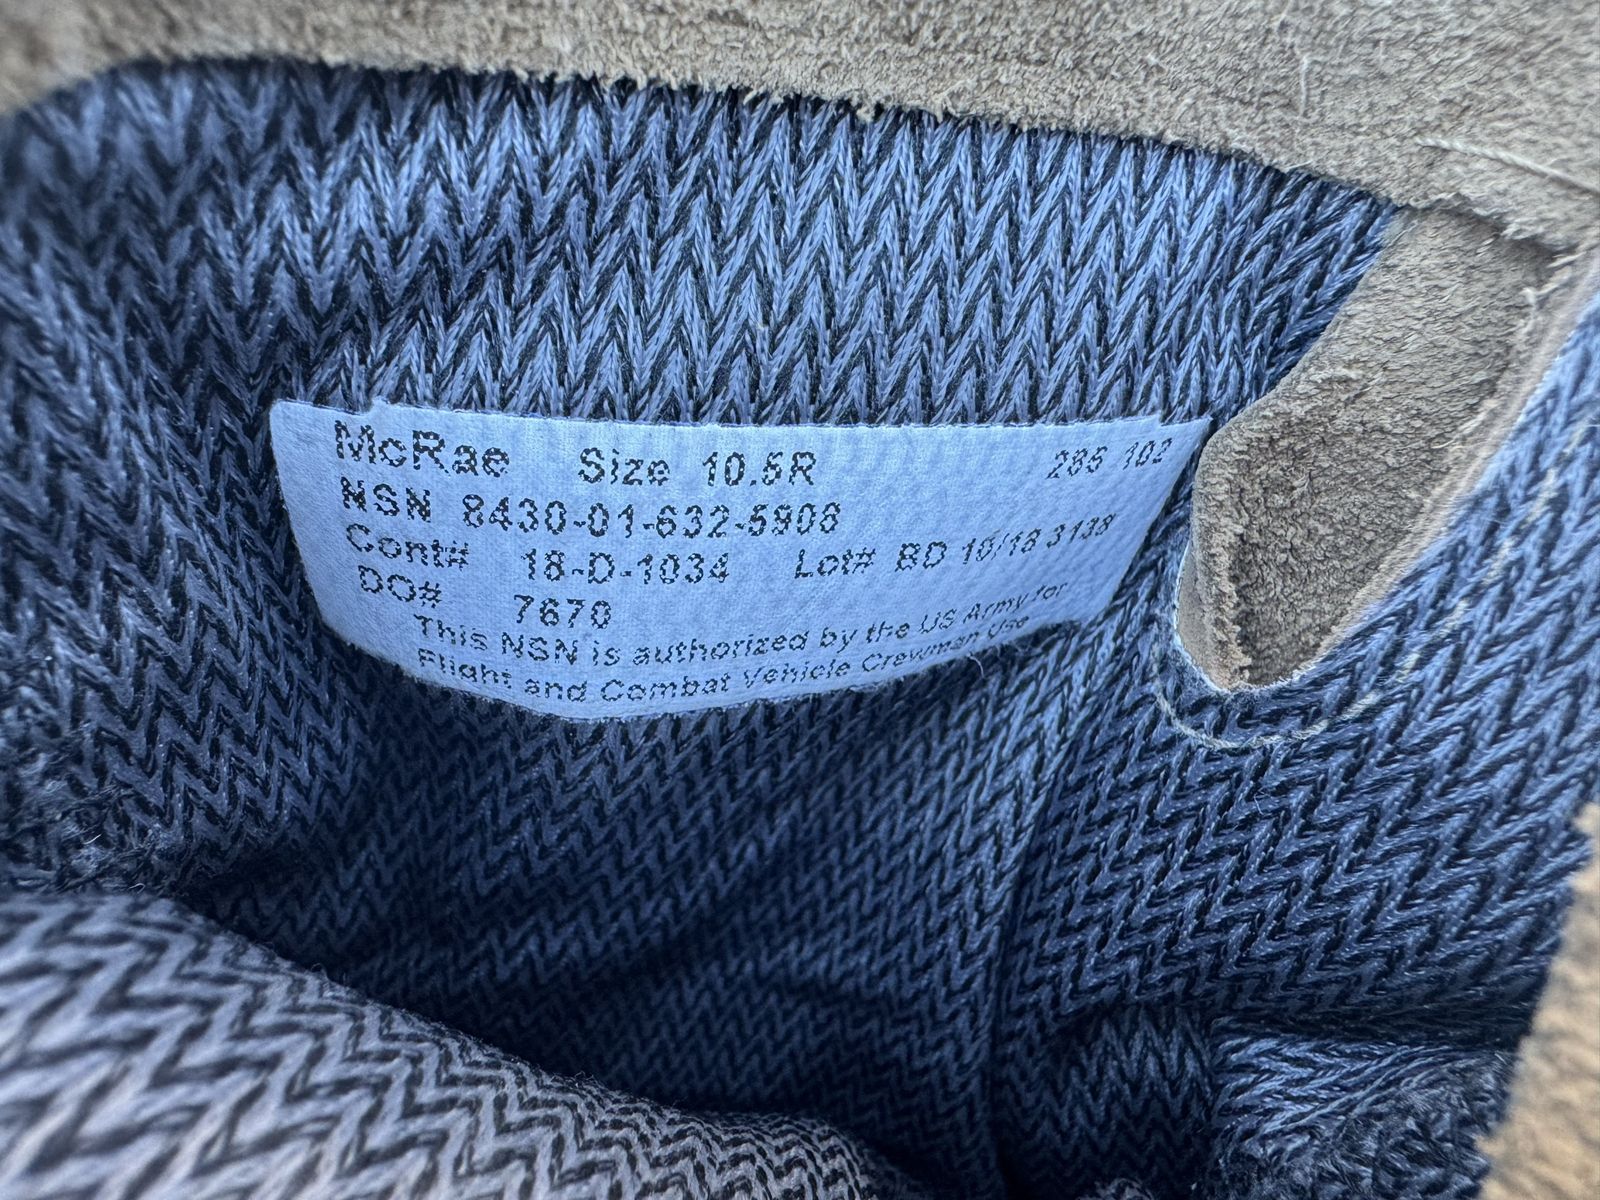 McRae Size 10.5R 285 102
NSN 8430-01-632-5908
Cont# 18-D-1034 Lot# BD 10/18 3138
DO# 7670
This NSN is authorized by the US Army for
Flight and Combat Vehicle Crewman Use